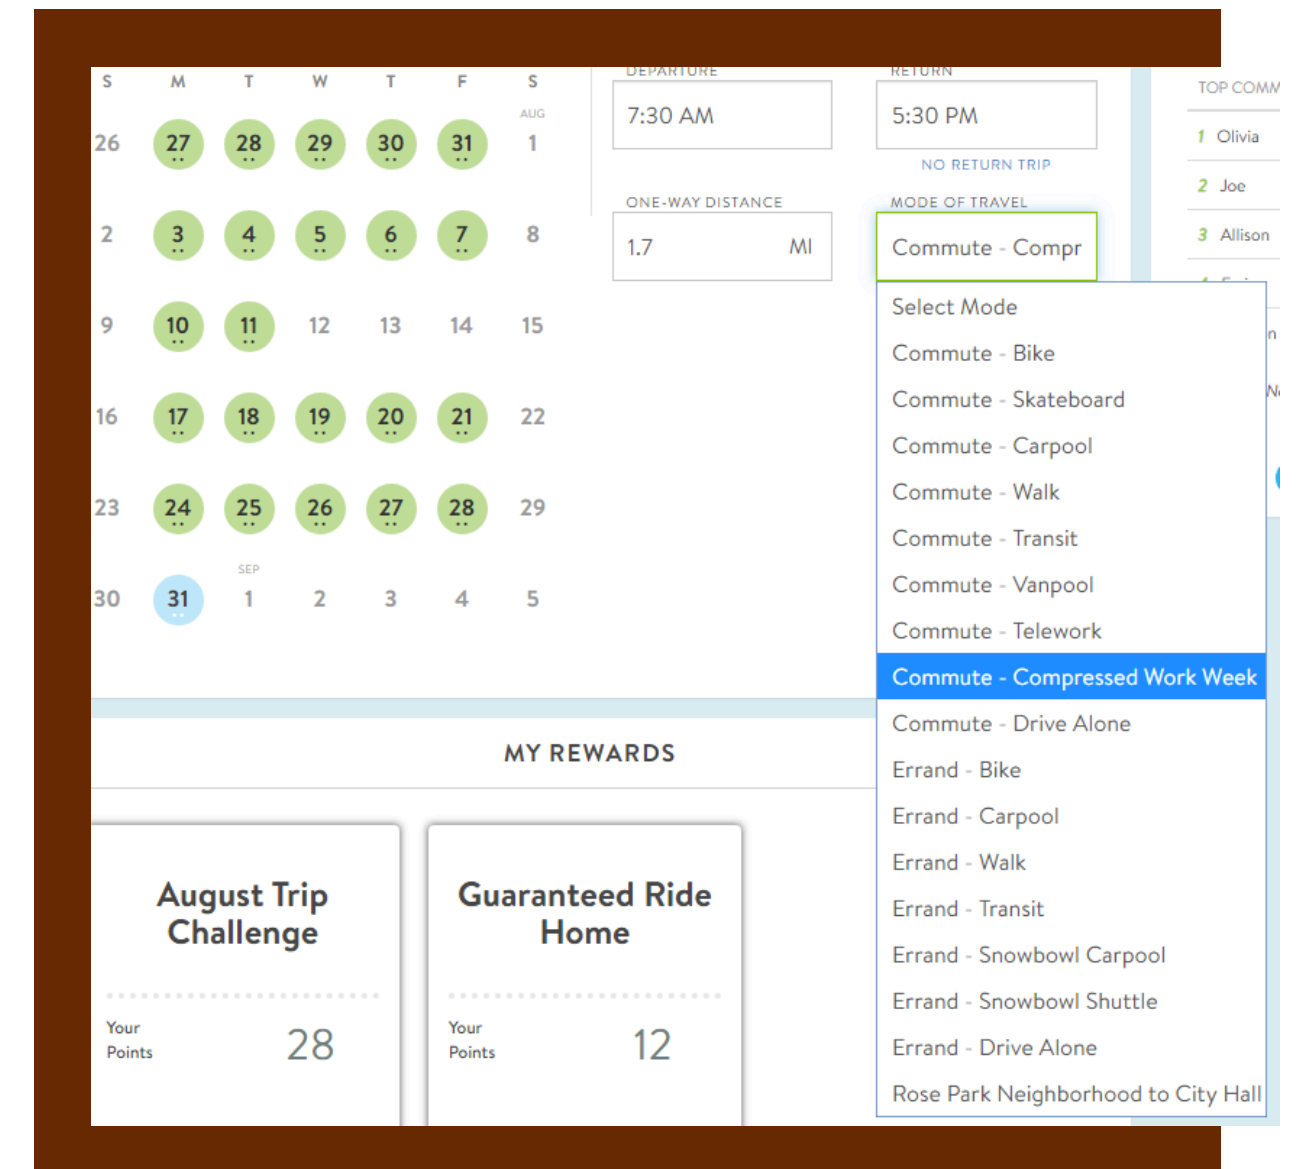 S M T W T F S
AUG
26 27 28 29 30 31 1
2 3 4 5 6 7 8
9 10 11 12 13 14 15
16 17 18 19 20 21 22
23 24 25 26 27 28 29
SEP
30 31 1 2 3 4 5
DEPARTURE
7:30 AM
RETURN
5:30 PM
NO RETURN TRIP
ONE-WAY DISTANCE
1.7 MI
MODE OF TRAVEL
Commute - Compr
Select Mode
Commute - Bike
Commute - Skateboard
Commute - Carpool
Commute - Walk
Commute - Transit
Commute - Vanpool
Commute - Telework
Commute - Compressed Work Week
Commute - Drive Alone
Errand - Bike
Errand - Carpool
Errand - Walk
Errand - Transit
Errand - Snowbowl Carpool
Errand - Snowbowl Shuttle
Errand - Drive Alone
Rose Park Neighborhood to City Hall
TOP COMM
1 Olivia
2 Joe
3 Allison
MY REWARDS
August Trip
Challenge
Your
Points
28
Guaranteed Ride
Home
Your
Points
12